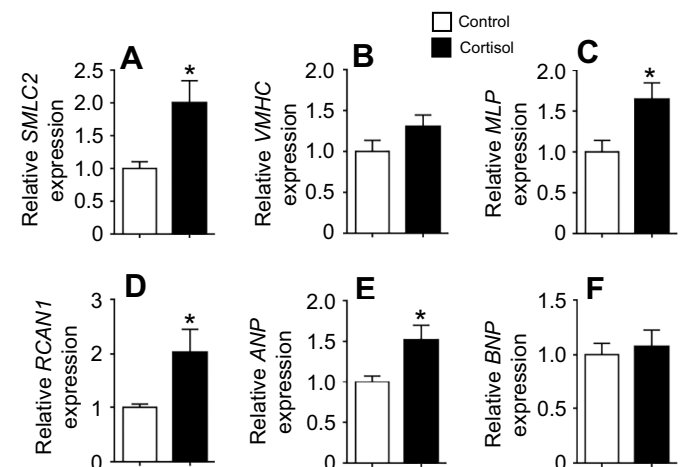 Control
Cortisol
A
Relative SMLC2
expression
2.5
2.0
1.5
1.0
0.5
0
*
B
Relative VMHC
expression
2.0
1.5
1.0
0.5
0
C
Relative MLP
expression
2.0
1.5
1.0
0.5
0
*
D
Relative RCAN1
expression
3
2
1
0
*
E
Relative ANP
expression
2.0
1.5
1.0
0.5
0
*
F
Relative BNP
expression
1.5
1.0
0.5
0